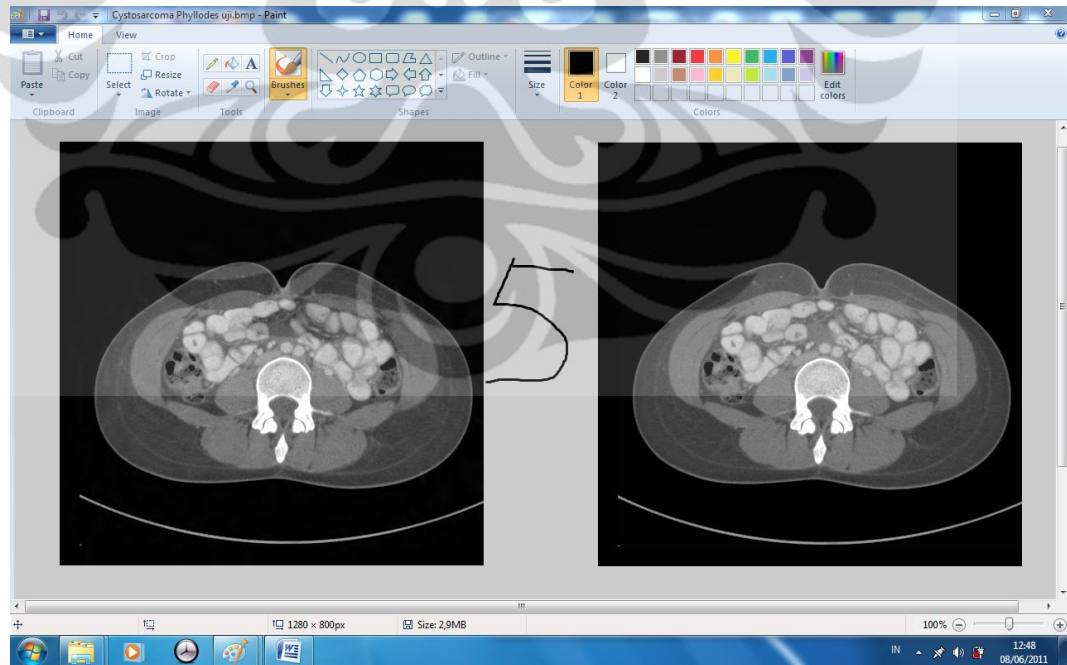 Cystosarcoma Phyllodes uji.bmp - Paint
Home View
Paste
Cut
Copy
Clipboard
Select
Crop
Resize
Rotate
Image
A
Tools
Brushes
Outline
Fill
Shapes
Size
Color 1
Color 2
Edit colors
Colors
5
1280 × 800px
Size: 2,9MB
100%
W
IN
12:48
08/06/2011